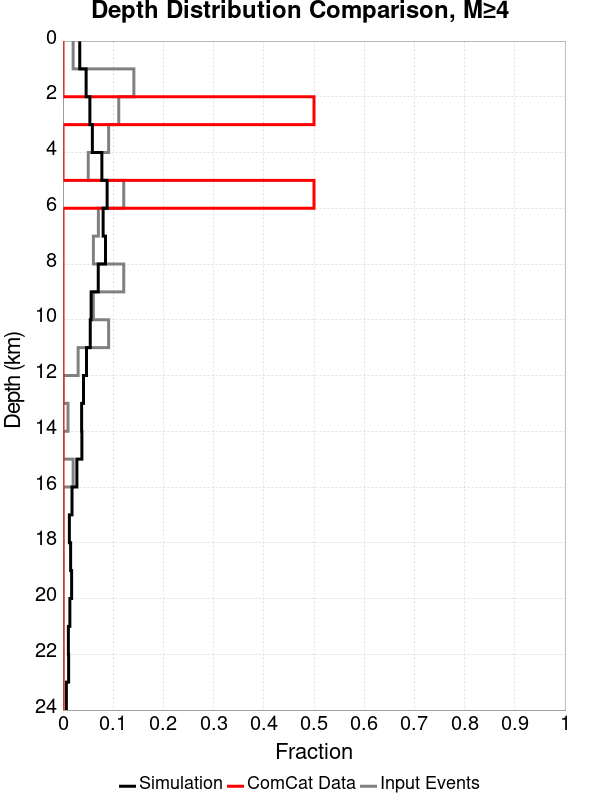 Depth Distribution Comparison, M≥4
0
2
4
6
8
10
12
14
16
18
20
22
24
Depth (km)
0 0.1 0.2 0.3 0.4 0.5 0.6 0.7 0.8 0.9 1
Fraction
Simulation ComCat Data Input Events